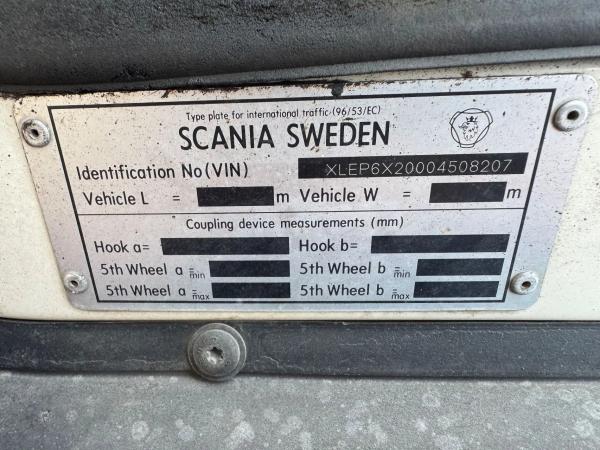 Type plate for international traffic (96/53/EC)
SCANIA SWEDEN
Identification No (VIN) XLEP6X20004508207
Vehicle L = m Vehicle W = m
Coupling device measurements (mm)
Hook a= Hook b=
5th Wheel a = min 5th Wheel b = min
5th Wheel a = max 5th Wheel b = max